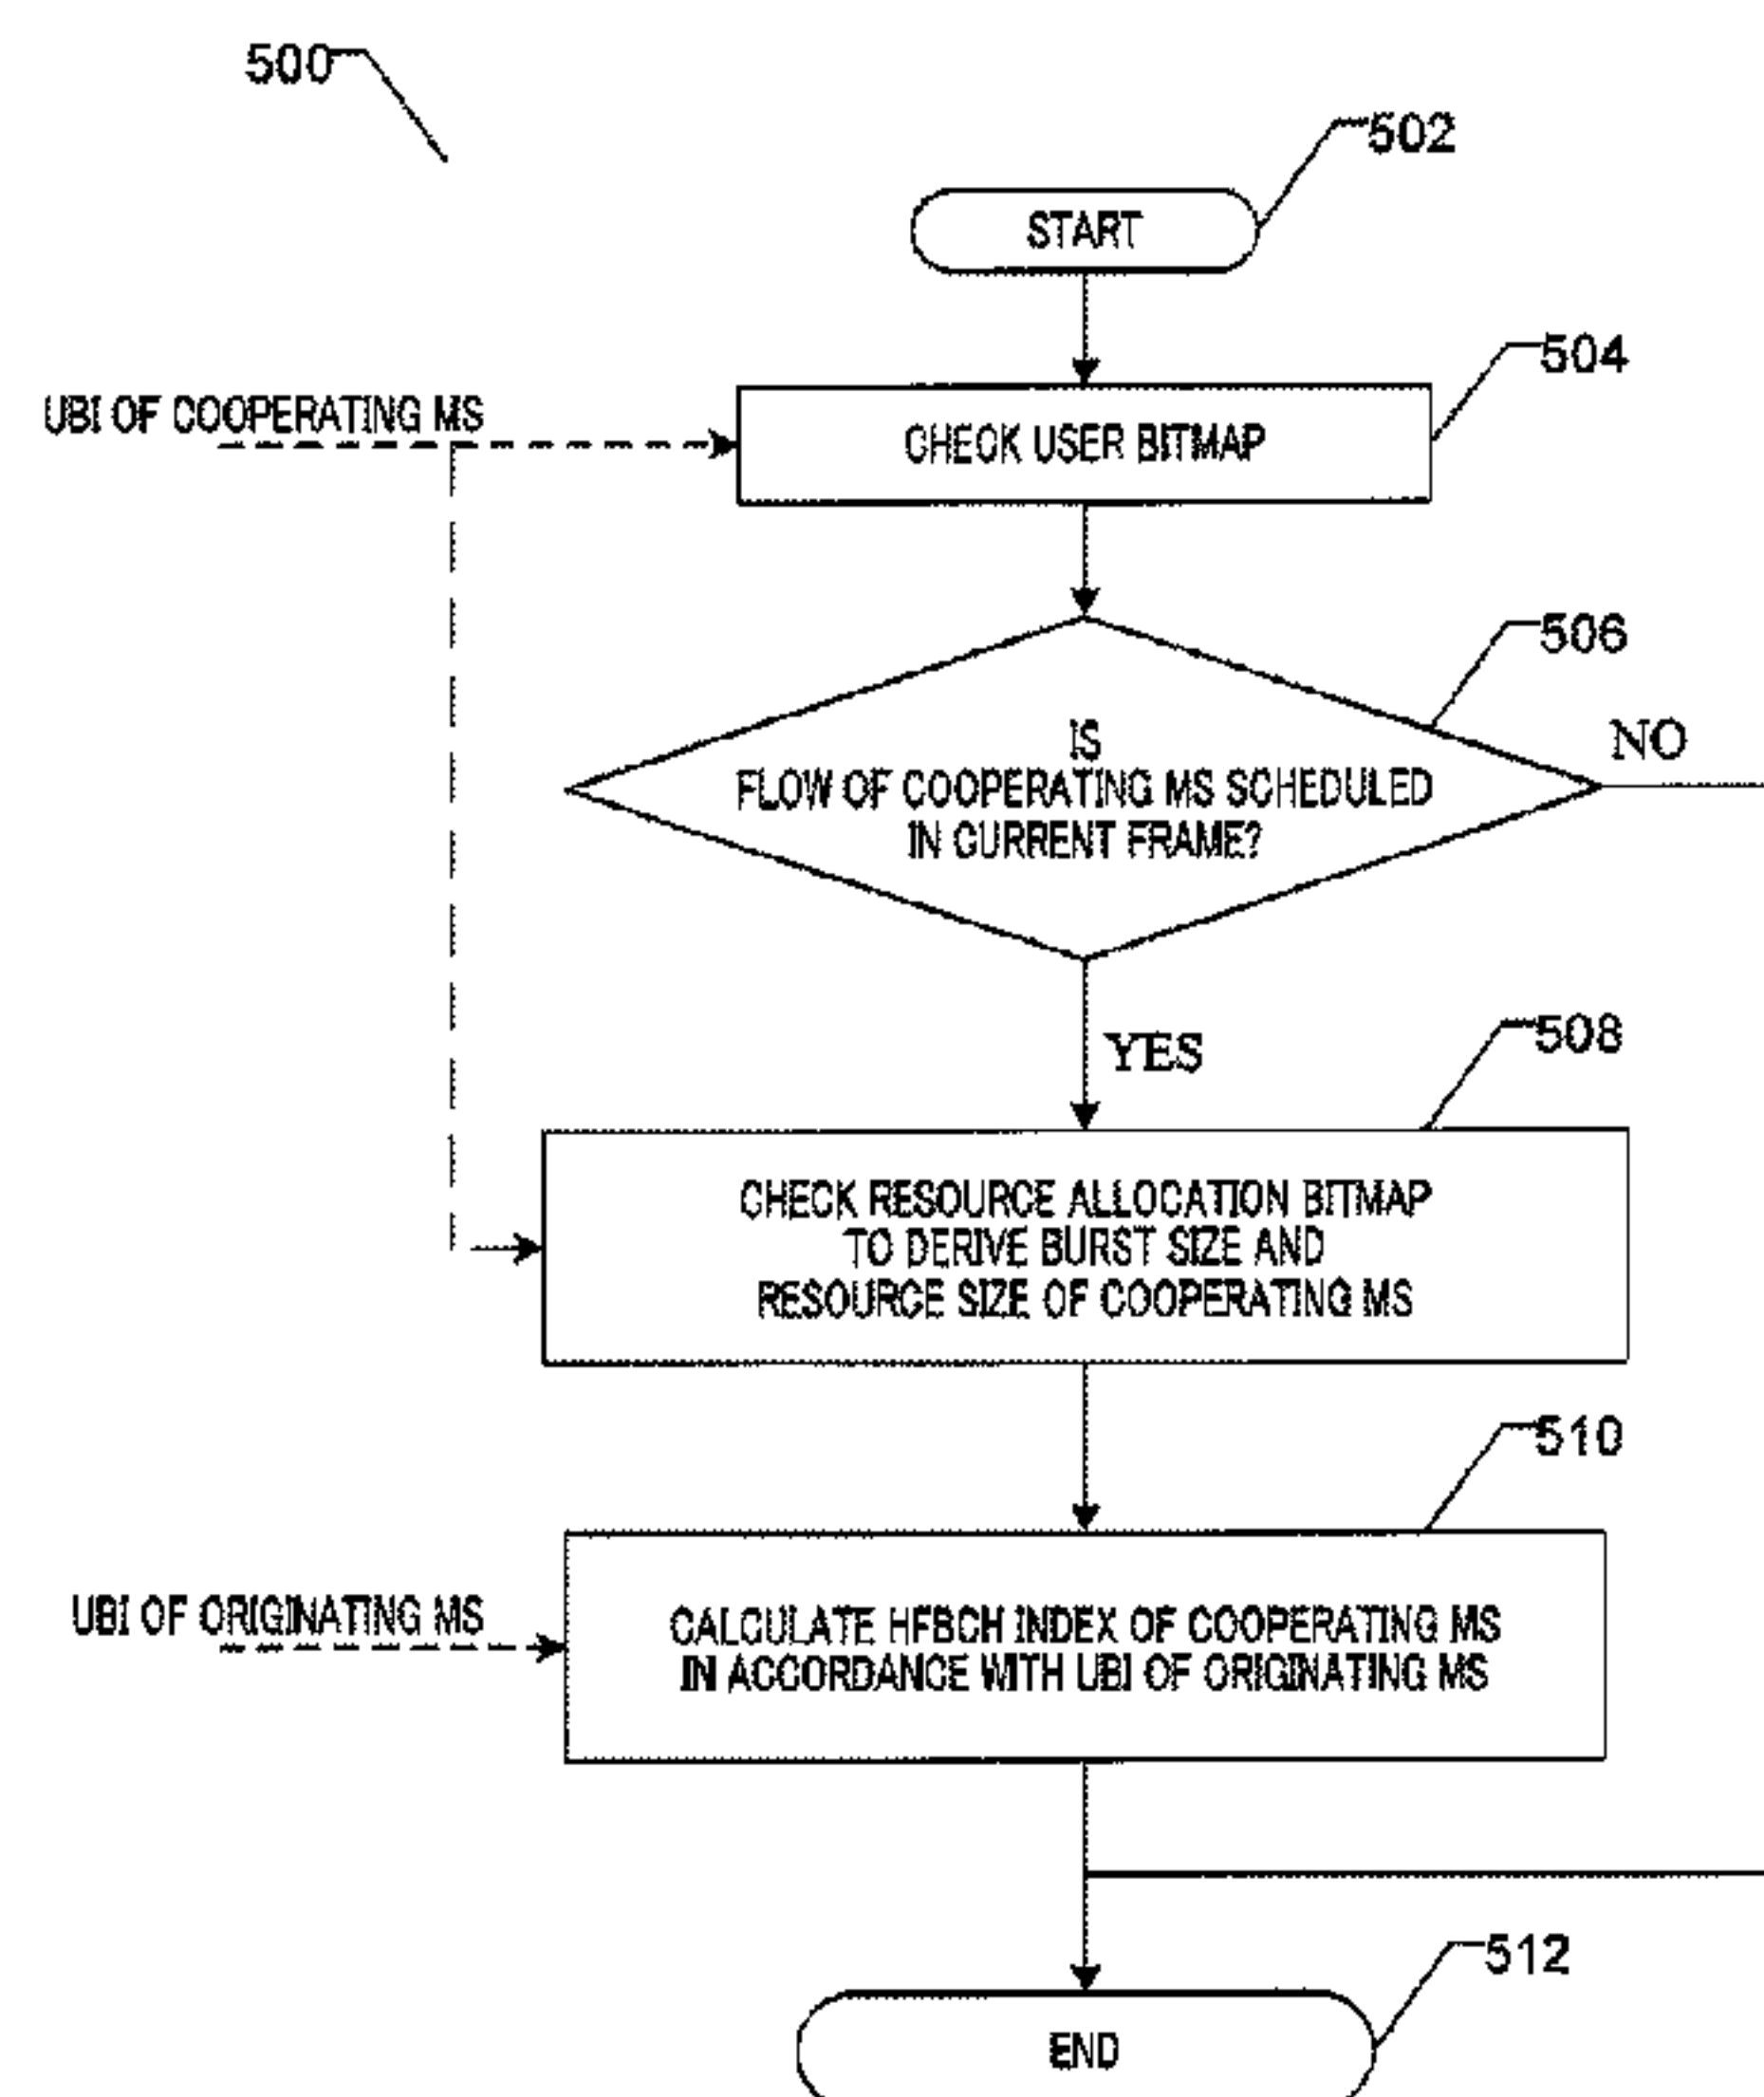 500
502
START
504
UBI OF COOPERATING MS
CHECK USER BITMAP
506
IS
FLOW OF COOPERATING MS SCHEDULED
IN CURRENT FRAME?
NO
YES
508
CHECK RESOURCE ALLOCATION BITMAP
TO DERIVE BURST SIZE AND
RESOURCE SIZE OF COOPERATING MS
510
UBI OF ORIGINATING MS
CALCULATE HFBCH INDEX OF COOPERATING MS
IN ACCORDANCE WITH UBI OF ORIGINATING MS
512
END